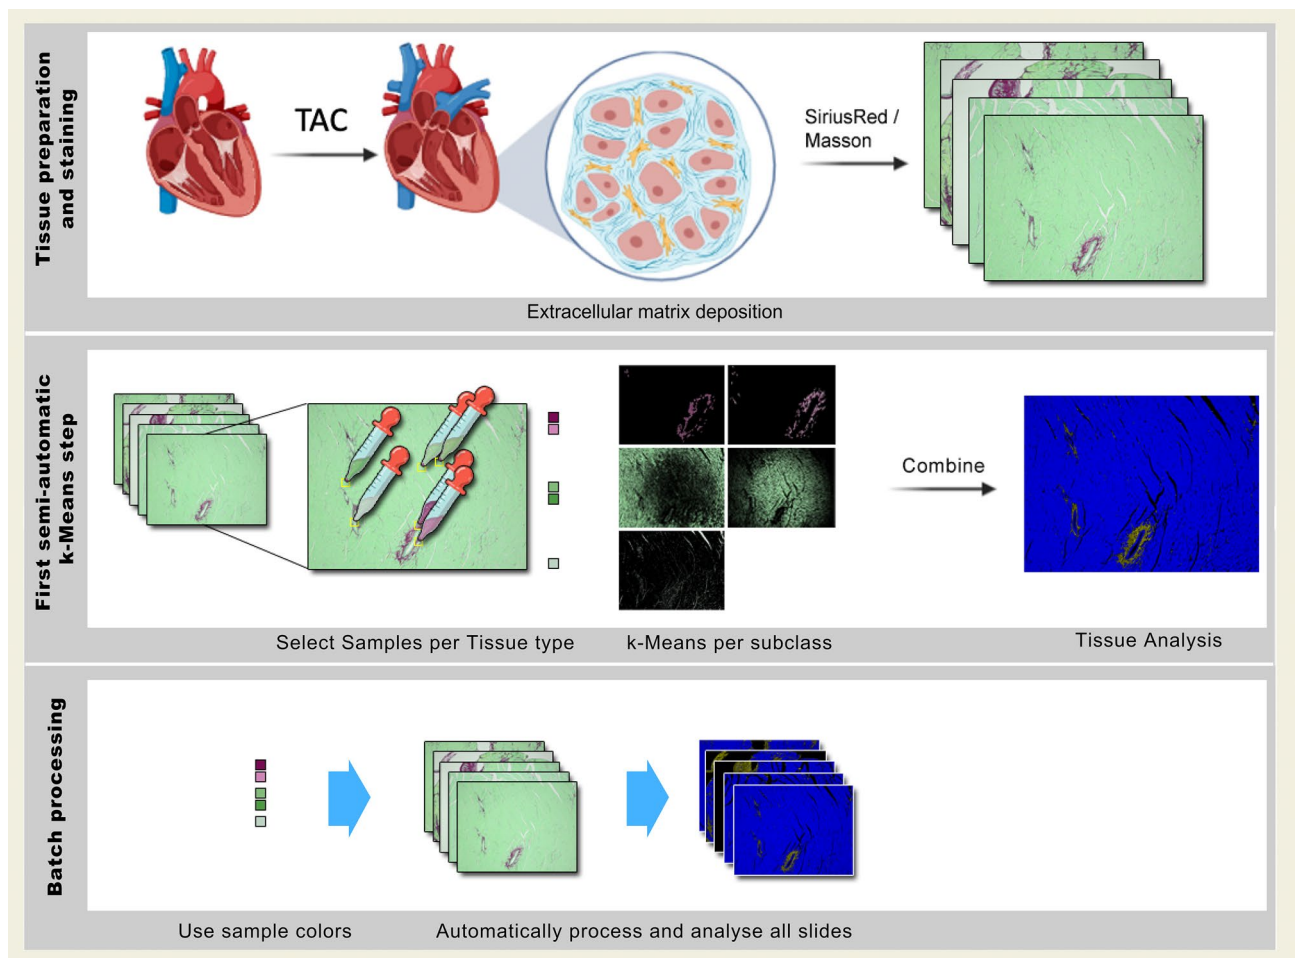 Tissue preparation
and staining
TAC
SiriusRed /
Masson
Extracellular matrix deposition
First semi-automatic
k-Means step
Combine
Select Samples per Tissue type
k-Means per subclass
Tissue Analysis
Batch processing
Use sample colors
Automatically process and analyse all slides